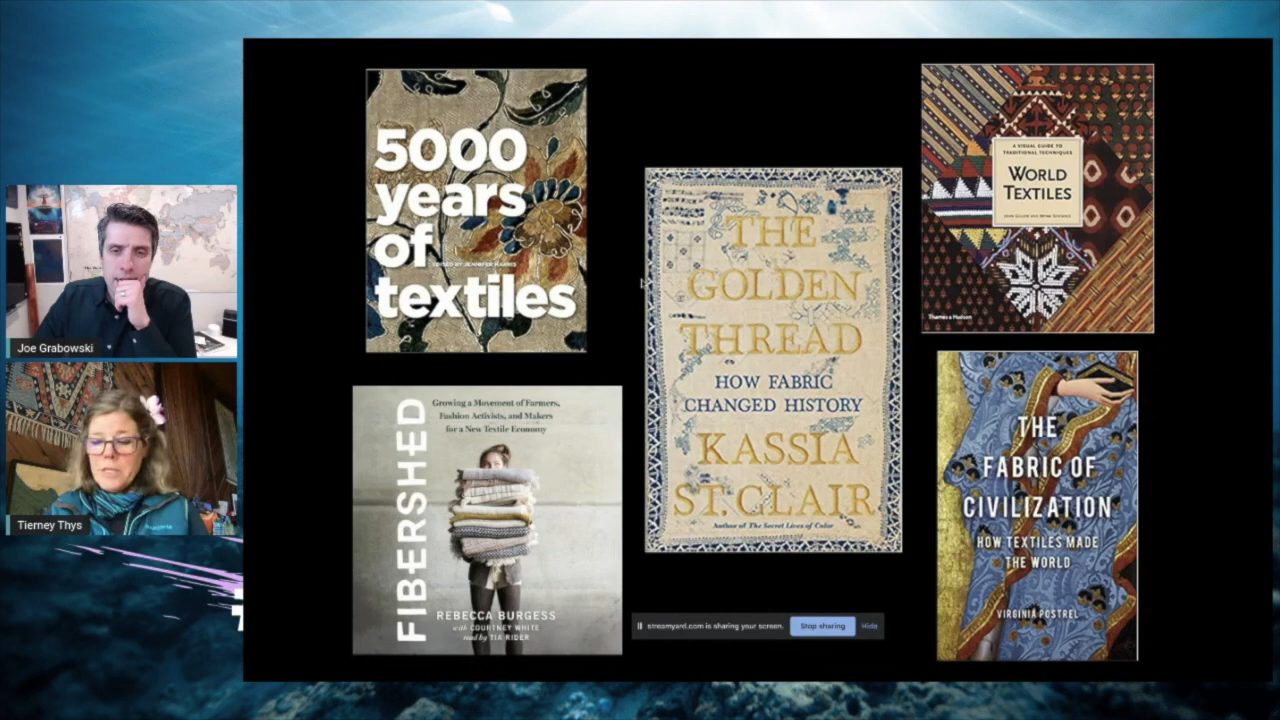 Joe Grabowski
Tierney Thys
5000
years
of
EDITED BY JENNIFER HARRIS
textiles
FIBERSHED
Growing a Movement of Farmers,
Fashion Activists, and Makers
for a New Textile Economy
REBECCA BURGESS
with COURTNEY WHITE
read by TIA RIDER
THE
GOLDEN
THREAD
HOW FABRIC
CHANGED HISTORY
KASSIA
ST. CLAIR
Author of The Secret Lives of Color
streamyard.com is sharing your screen.
Stop sharing
Hide
A VISUAL GUIDE TO
TRADITIONAL TECHNIQUES
WORLD
TEXTILES
Thames & Hudson
THE
FABRIC OF
CIVILIZATION
HOW TEXTILES MADE
THE WORLD
VIRGINIA POSTREL